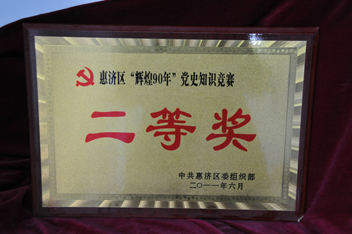 惠济区“辉煌90年”党史知识竞赛
二等奖
中共惠济区委组织部
二〇一一年六月